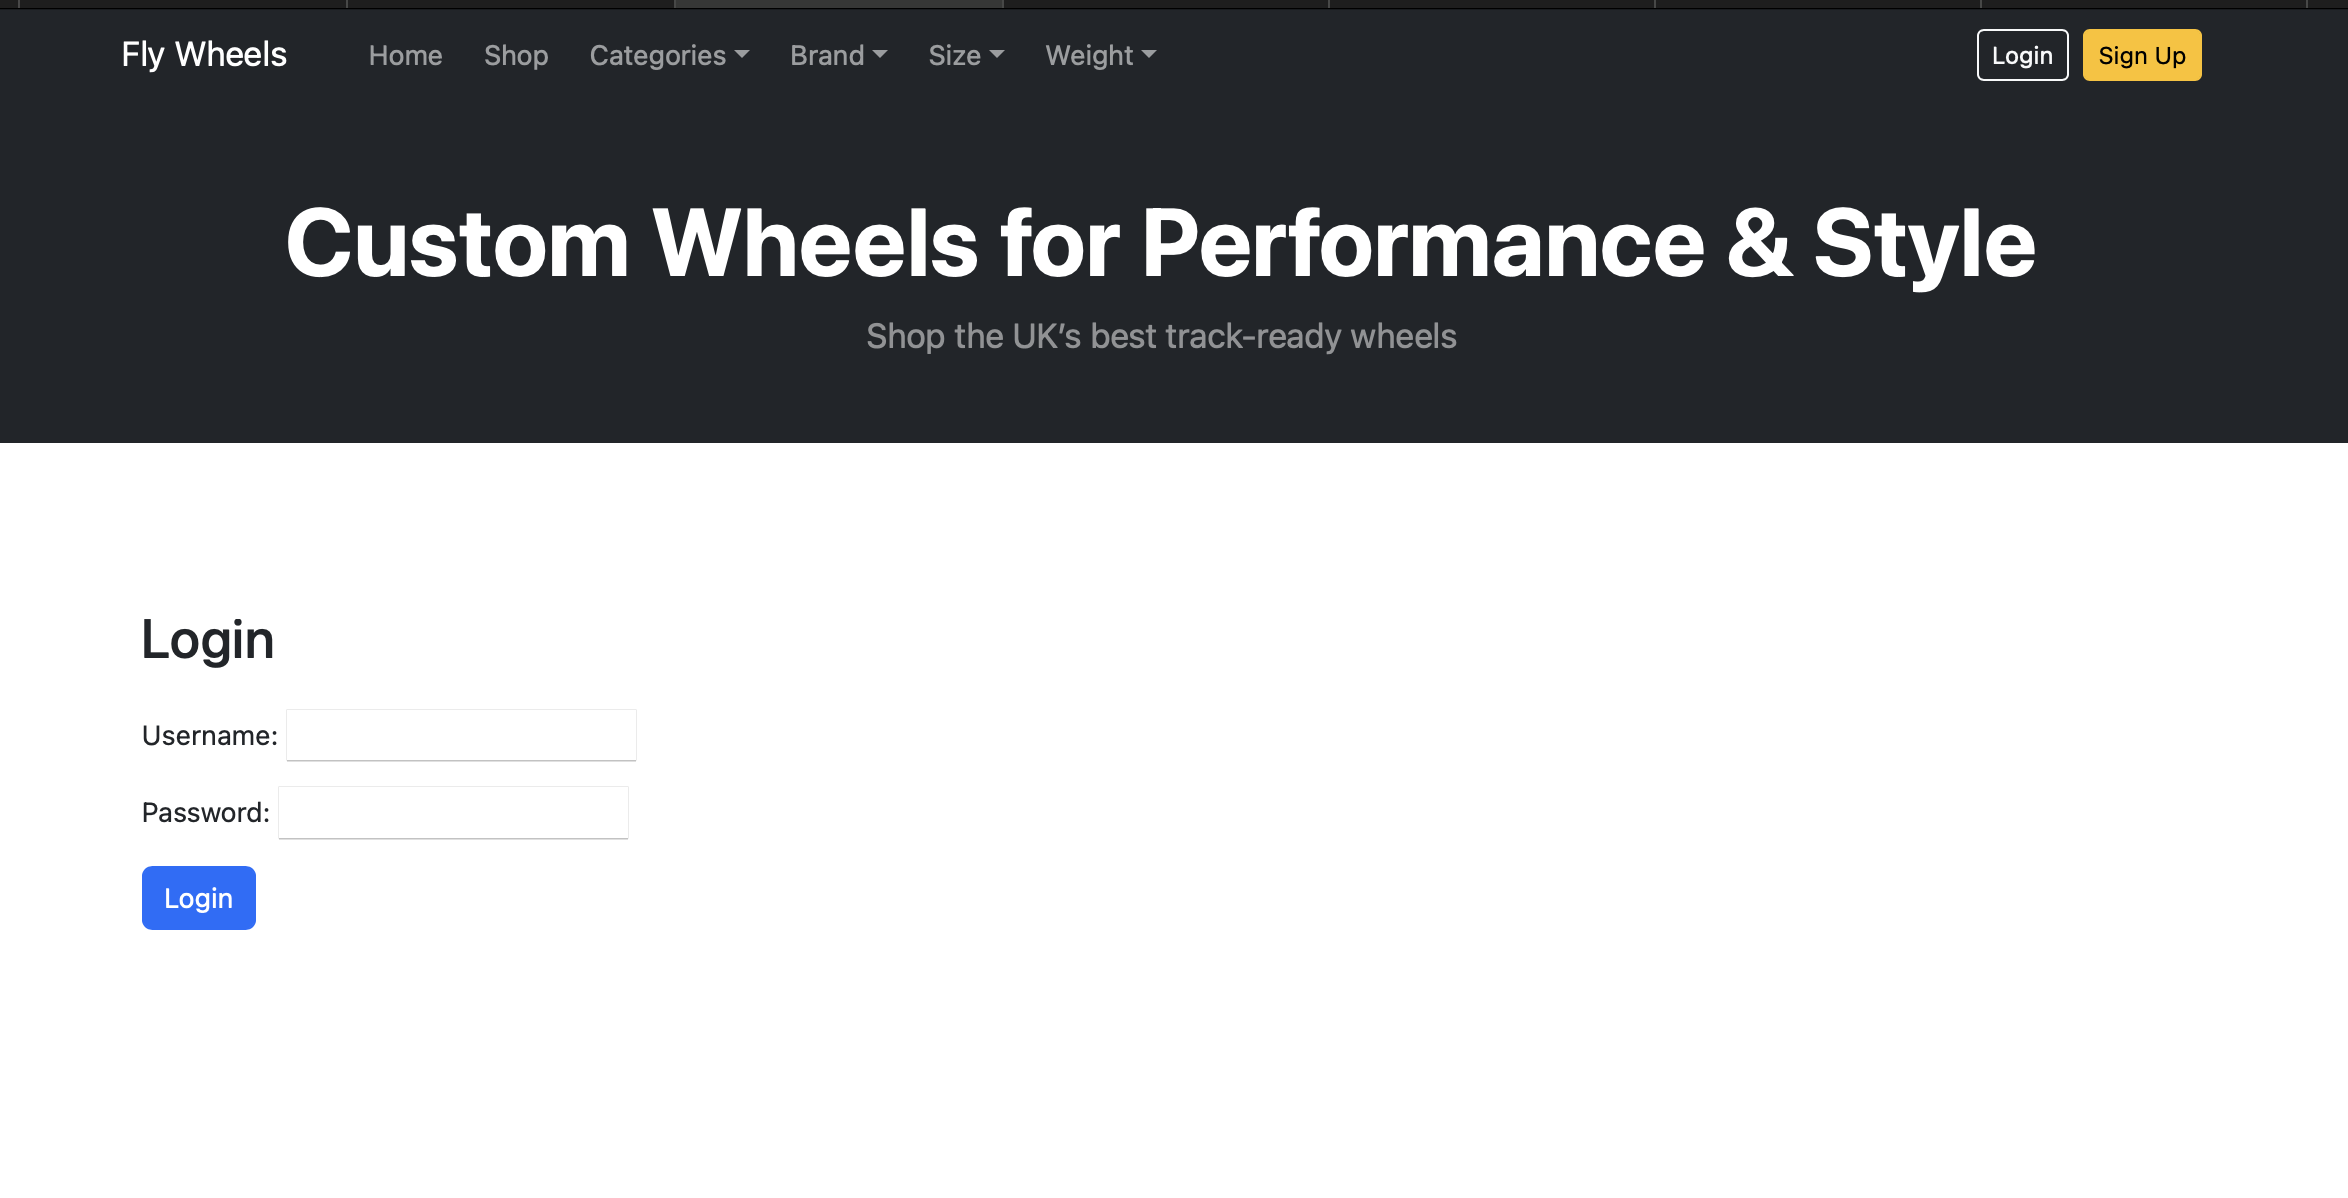 Fly Wheels Home Shop Categories Brand Size Weight Login Sign Up
Custom Wheels for Performance & Style
Shop the UK’s best track-ready wheels
Login
Username:
Password:
Login